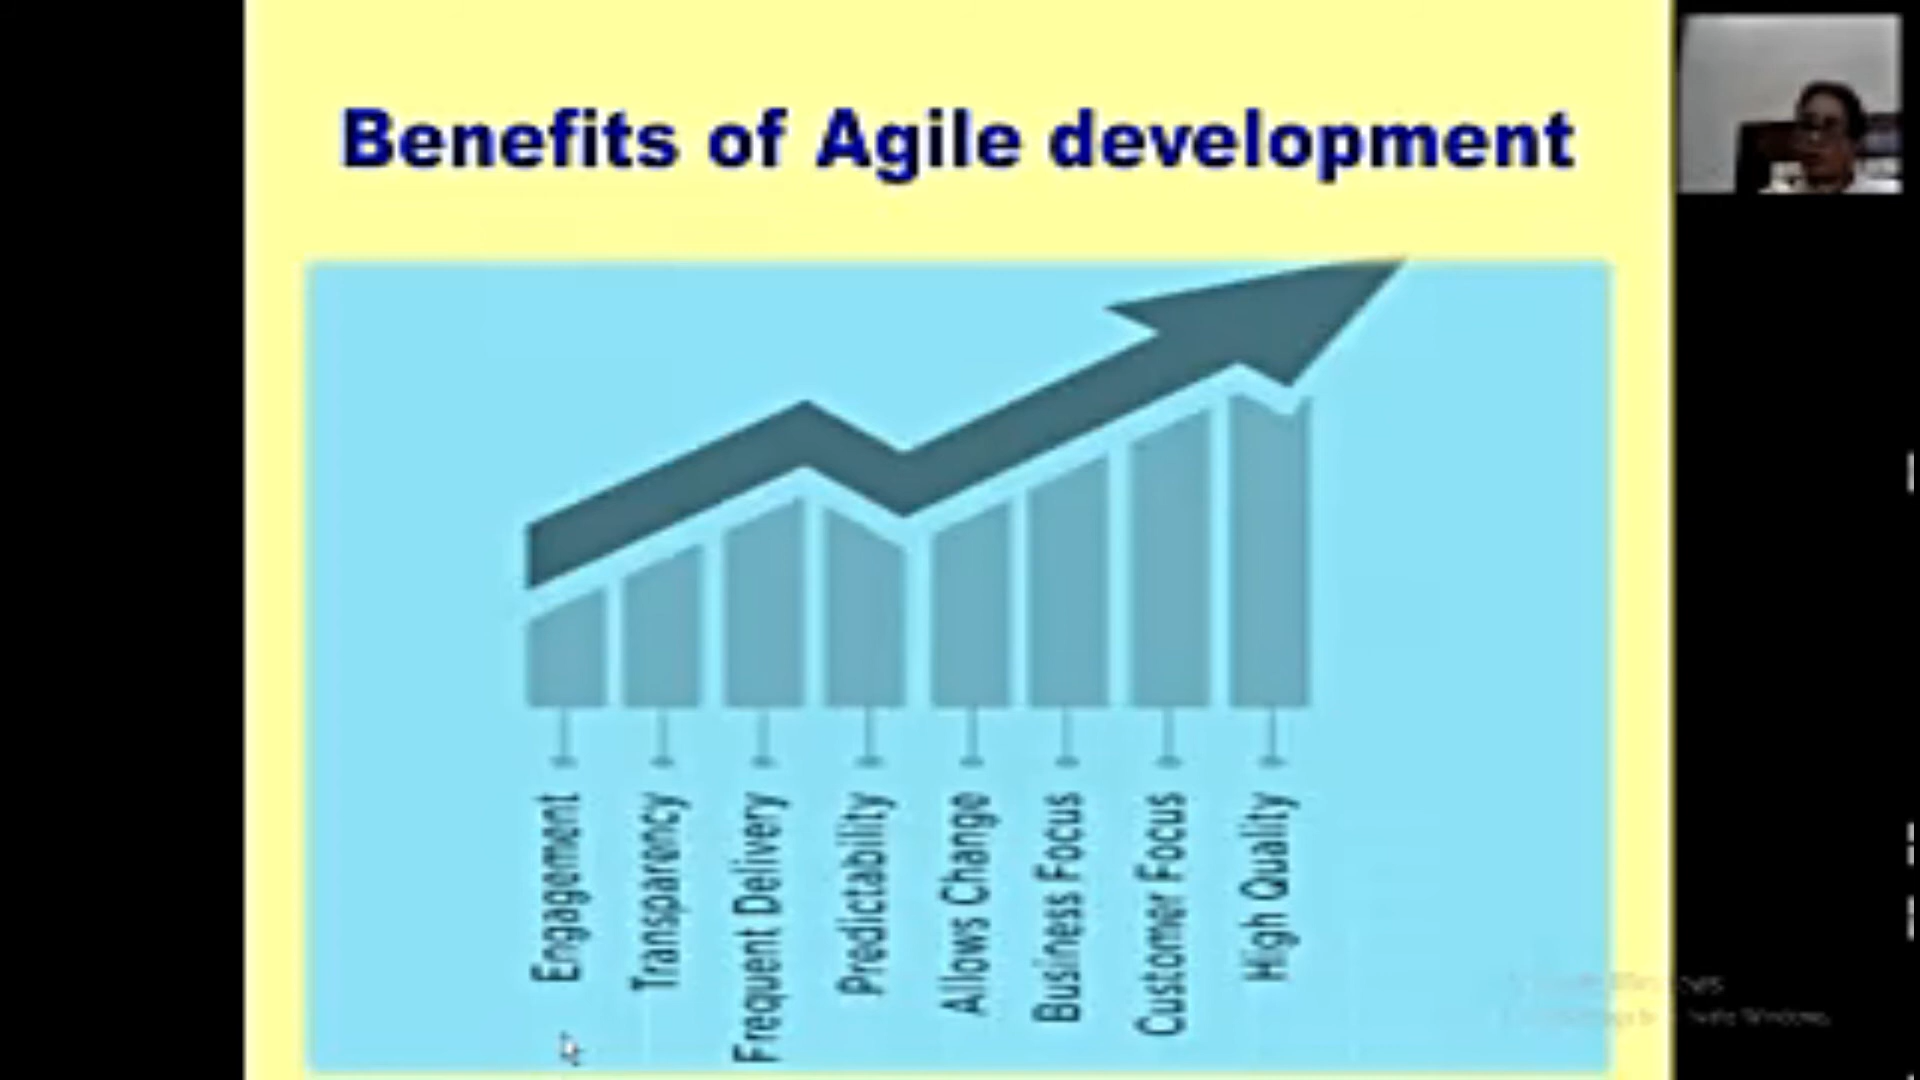 Benefits of Agile development
Engagement
Transparency
Frequent Delivery
Predictability
Allows Change
Business Focus
Customer Focus
High Quality